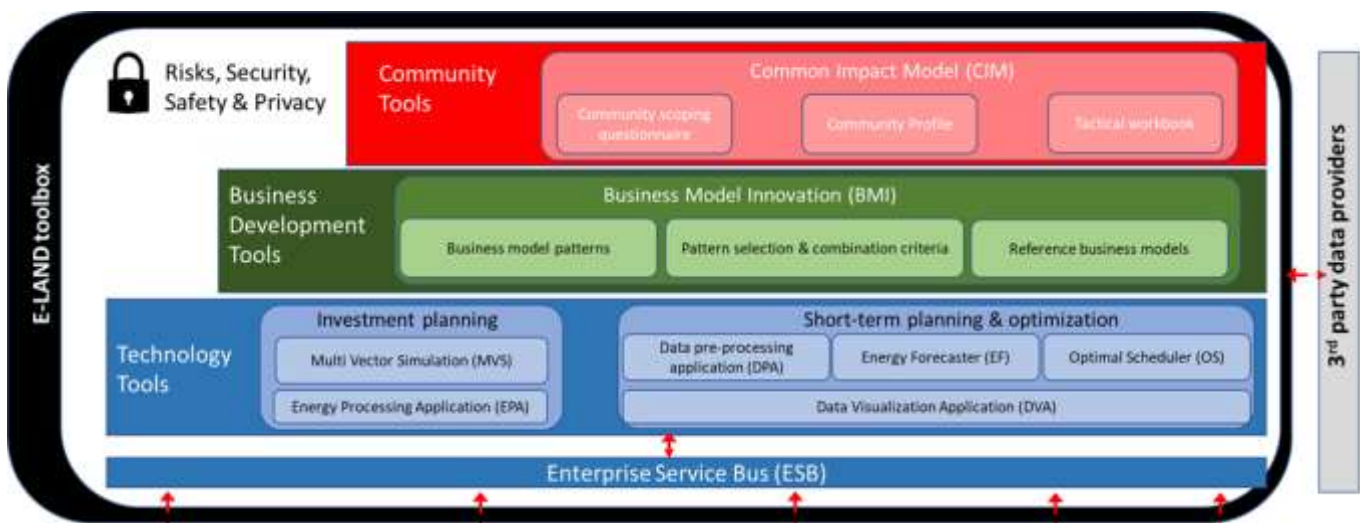 E-LAND toolbox
Risks, Security,
Safety & Privacy
Community
Tools
Common Impact Model (CIM)
Community scoping
questionnaire
Community Profile
Tactical workbook
Business
Development
Tools
Business Model Innovation (BMI)
Business model patterns
Pattern selection & combination criteria
Reference business models
Technology
Tools
Investment planning
Multi Vector Simulation (MVS)
Energy Processing Application (EPA)
Short-term planning & optimization
Data pre-processing
application (DPA)
Energy Forecaster (EF)
Optimal Scheduler (OS)
Data Visualization Application (DVA)
Enterprise Service Bus (ESB)
3rd party data providers